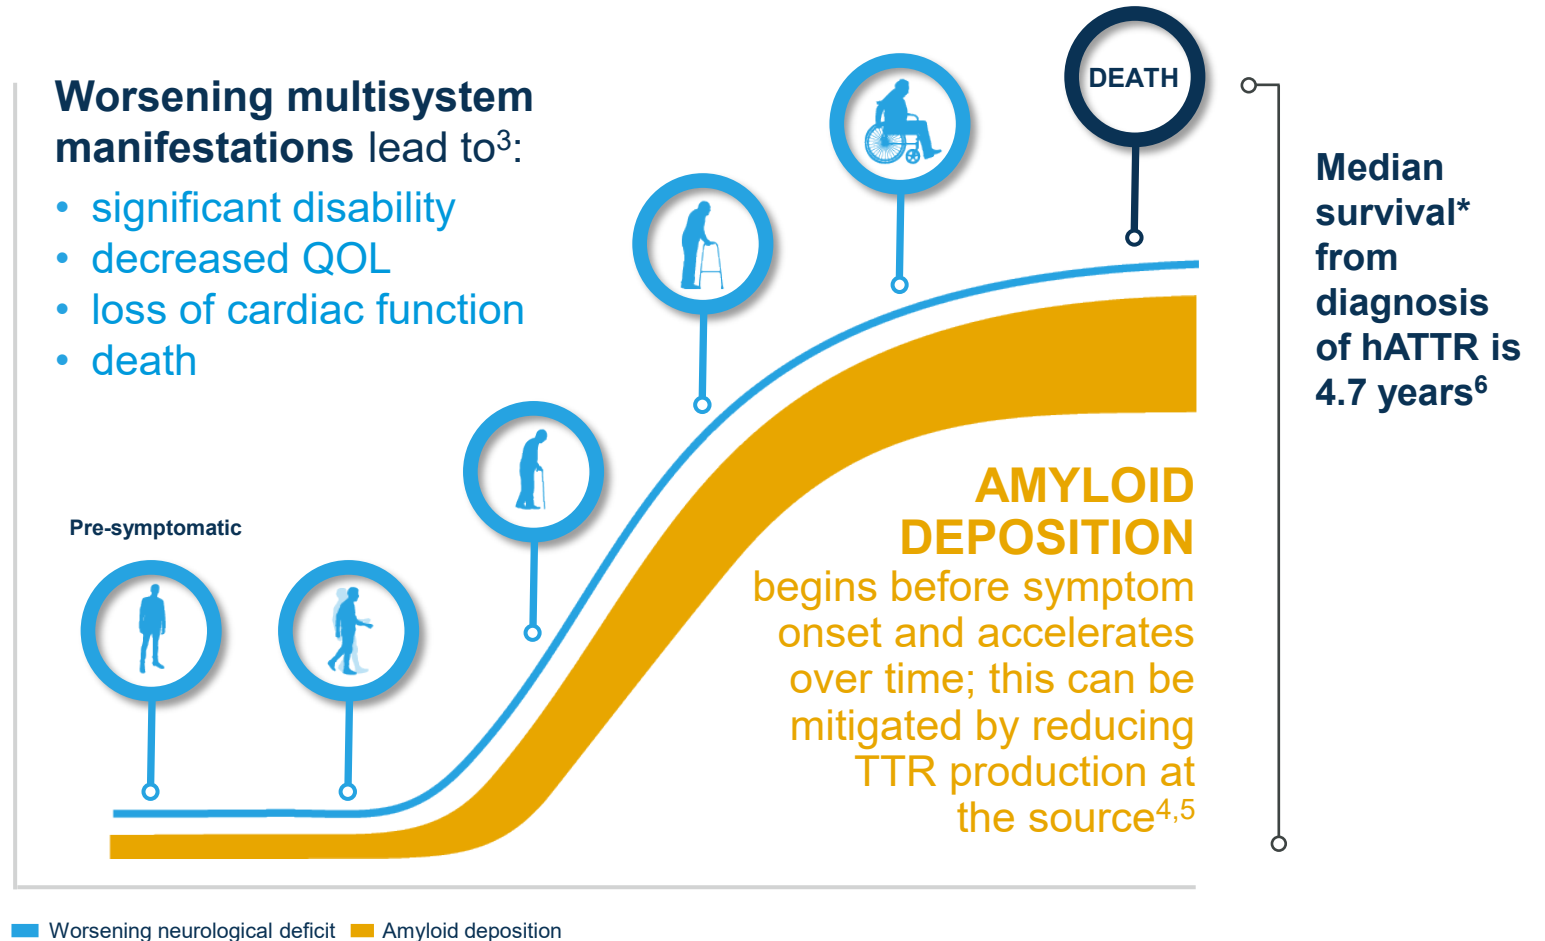 Worsening multisystem
manifestations lead to³:
• significant disability
• decreased QOL
• loss of cardiac function
• death
Pre-symptomatic
DEATH
Median
survival*
from
diagnosis
of hATTR is
4.7 years⁶
AMYLOID
DEPOSITION
begins before symptom
onset and accelerates
over time; this can be
mitigated by reducing
TTR production at
the source⁴,⁵
Worsening neurological deficit
Amyloid deposition